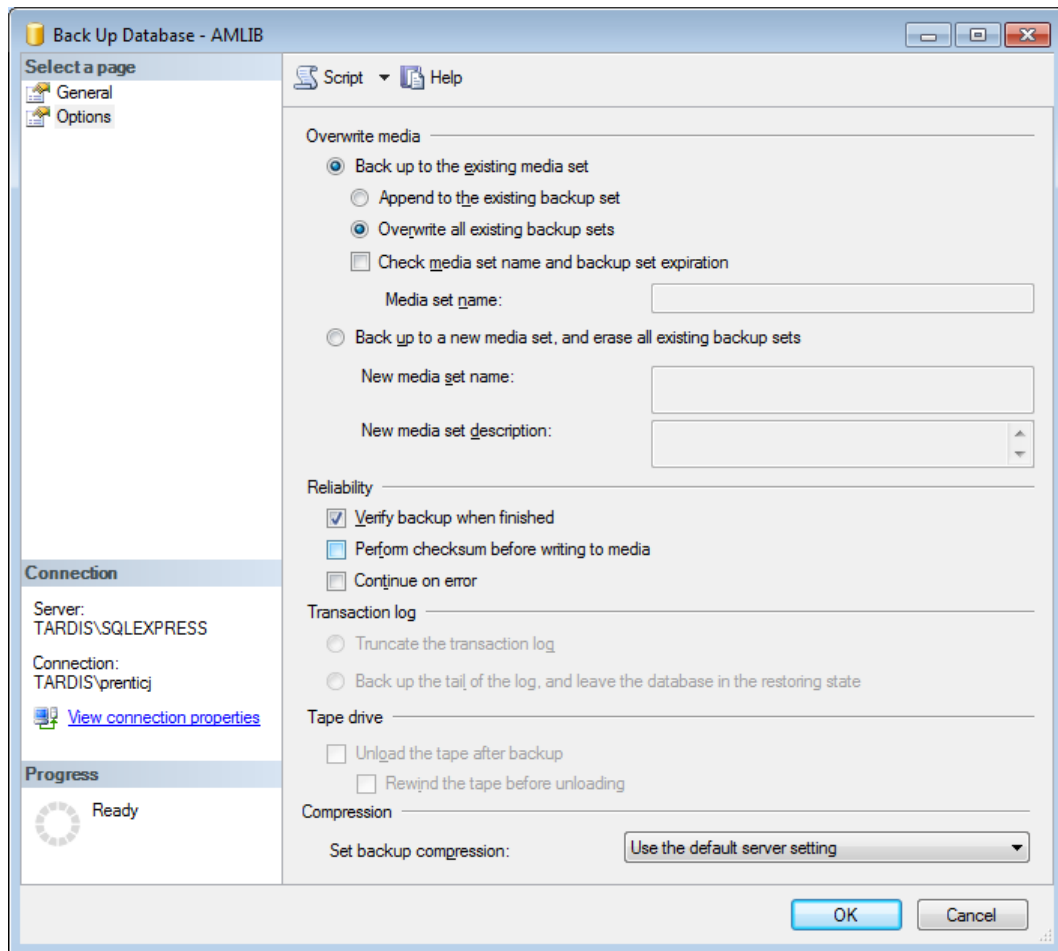 Back Up Database - AMLIB
Select a page
General
Options
Script
Help
Overwrite media
Back up to the existing media set
Append to the existing backup set
Overwrite all existing backup sets
Check media set name and backup set expiration
Media set name:
Back up to a new media set, and erase all existing backup sets
New media set name:
New media set description:
Reliability
Verify backup when finished
Perform checksum before writing to media
Continue on error
Transaction log
Truncate the transaction log
Back up the tail of the log, and leave the database in the restoring state
Tape drive
Unload the tape after backup
Rewind the tape before unloading
Compression
Set backup compression:
Use the default server setting
Connection
Server:
TARDIS\SQLEXPRESS
Connection:
TARDIS\prenticj
View connection properties
Progress
Ready
OK
Cancel